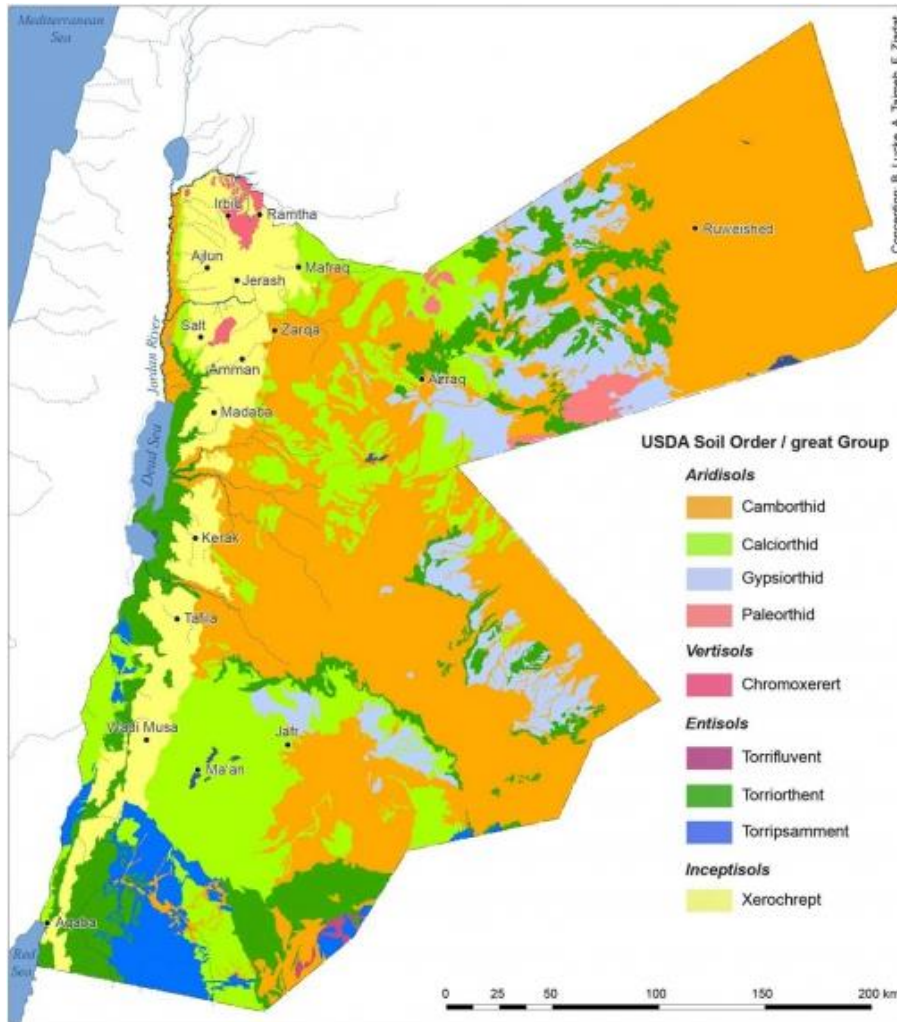 Mediterranean
Sea
Irbid
Ramtha
Ajlun
Jerash
Mafraq
Salt
Zarqa
Amman
Azraq
Ruweished
Jordan River
Madaba
Dead Sea
Kerak
Tafila
Wadi Musa
Jafr
Ma'an
Aqaba
Red
Sea
USDA Soil Order / great Group
Aridisols
Camborthid
Calciorthid
Gypsiorthid
Paleorthid
Vertisols
Chromoxerert
Entisols
Torrifluvent
Torriorthent
Torripsamment
Inceptisols
Xerochrept
0 25 50 100 150 200 km